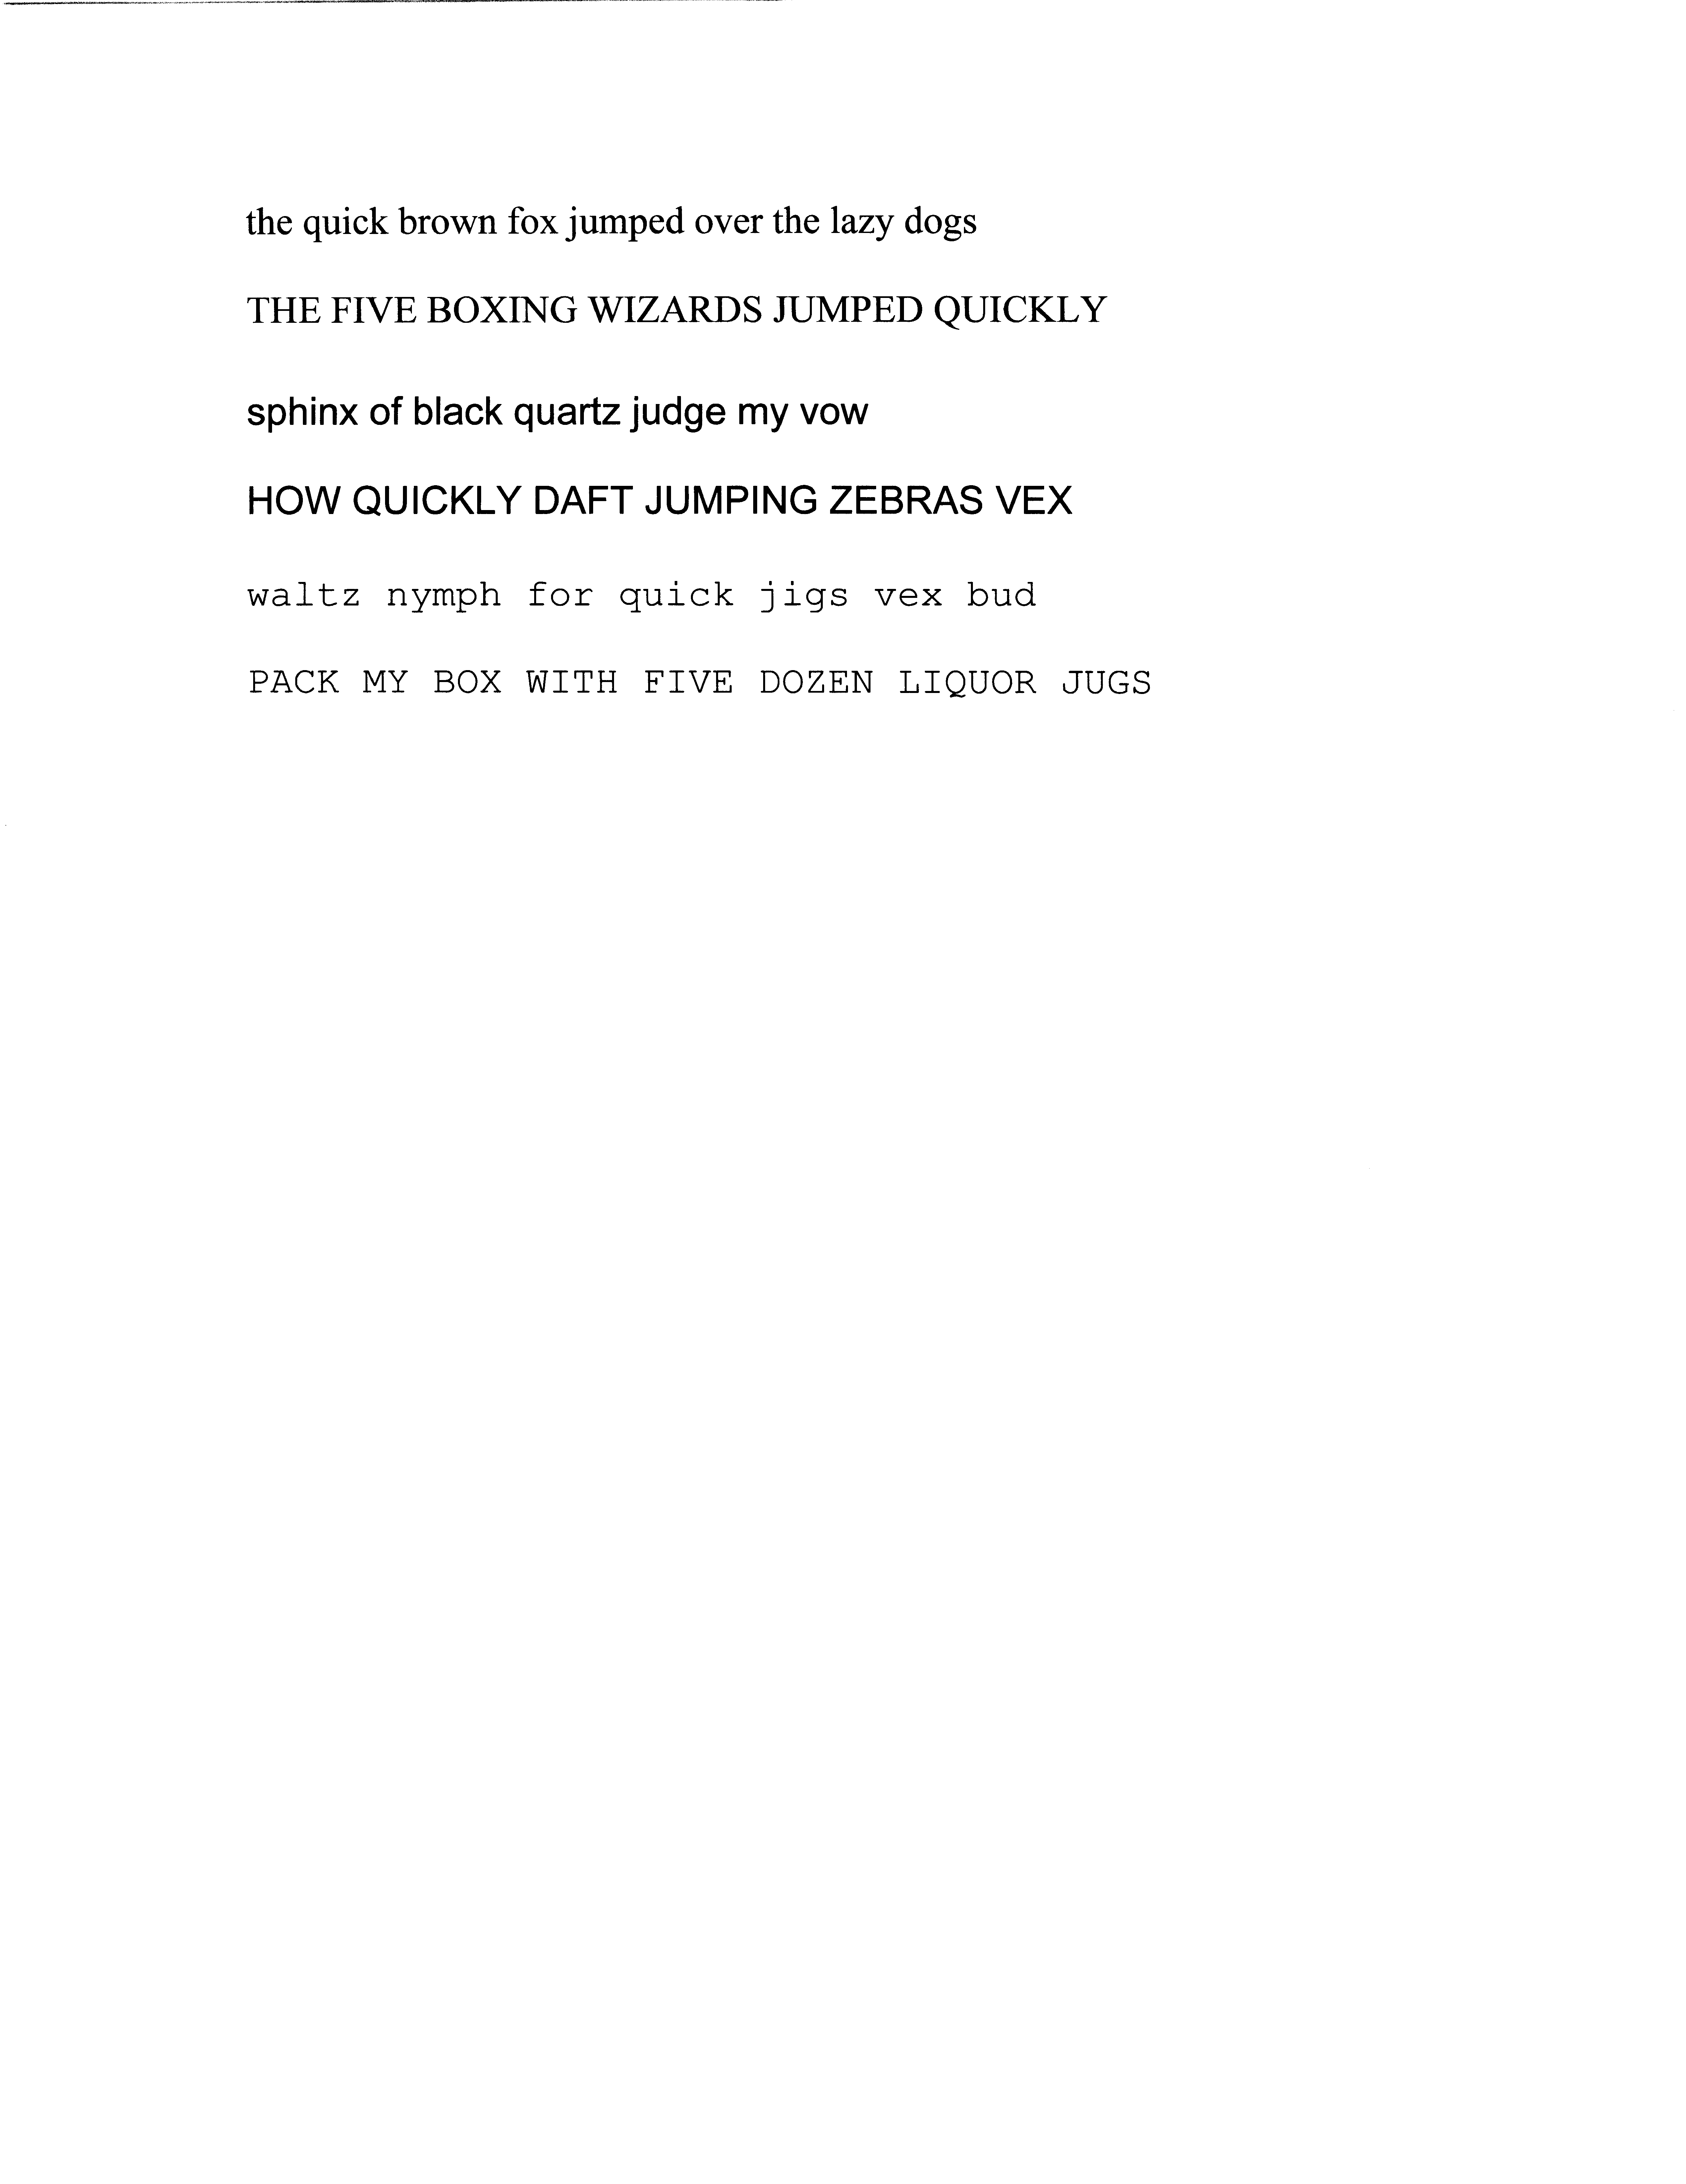 the quick brown fox jumped over the lazy dogs
THE FIVE BOXING WIZARDS JUMPED QUICKLY
sphinx of black quartz judge my vow
HOW QUICKLY DAFT JUMPING ZEBRAS VEX
waltz nymph for quick jigs vex bud
PACK MY BOX WITH FIVE DOZEN LIQUOR JUGS